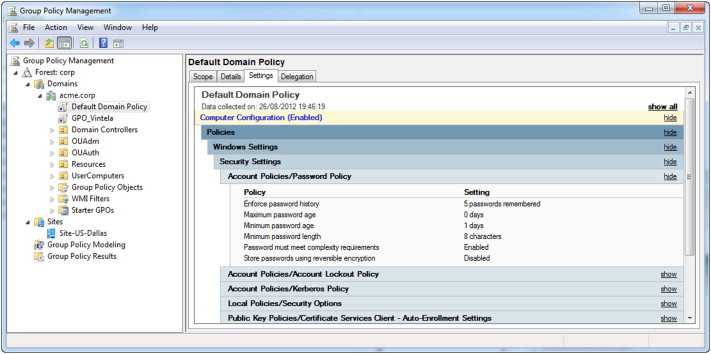 Group Policy Management
File Action View Window Help
Group Policy Management
Forest: corp
Domains
acme.corp
Default Domain Policy
GPO_Vintela
Domain Controllers
OUAdm
OUAuth
Resources
UserComputers
Group Policy Objects
WMI Filters
Starter GPOs
Sites
Site-US-Dallas
Group Policy Modeling
Group Policy Results
Default Domain Policy
Scope Details Settings Delegation
Default Domain Policy
Data collected on: 26/08/2012 19:46:19 show all
Computer Configuration (Enabled) hide
Policies hide
Windows Settings hide
Security Settings hide
Account Policies/Password Policy hide
Policy Setting
Enforce password history 5 passwords remembered
Maximum password age 0 days
Minimum password age 1 days
Minimum password length 8 characters
Password must meet complexity requirements Enabled
Store passwords using reversible encryption Disabled
Account Policies/Account Lockout Policy show
Account Policies/Kerberos Policy show
Local Policies/Security Options show
Public Key Policies/Certificate Services Client - Auto-Enrollment Settings show